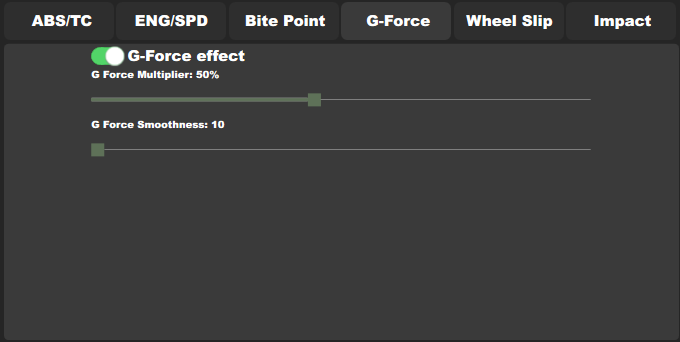 ABS/TC ENG/SPD Bite Point G-Force Wheel Slip Impact
G-Force effect
G Force Multiplier: 50%
G Force Smoothness: 10